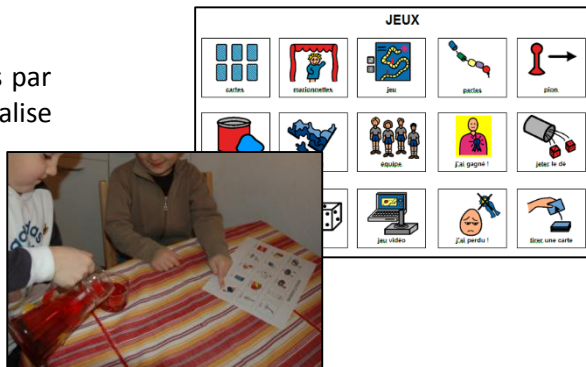 s par
alise
JEUX
cartes
marionnettes
jeu
perles
pion
équipe
j'ai gagné !
jeter le dé
jeu vidéo
j'ai perdu !
tirer une carte